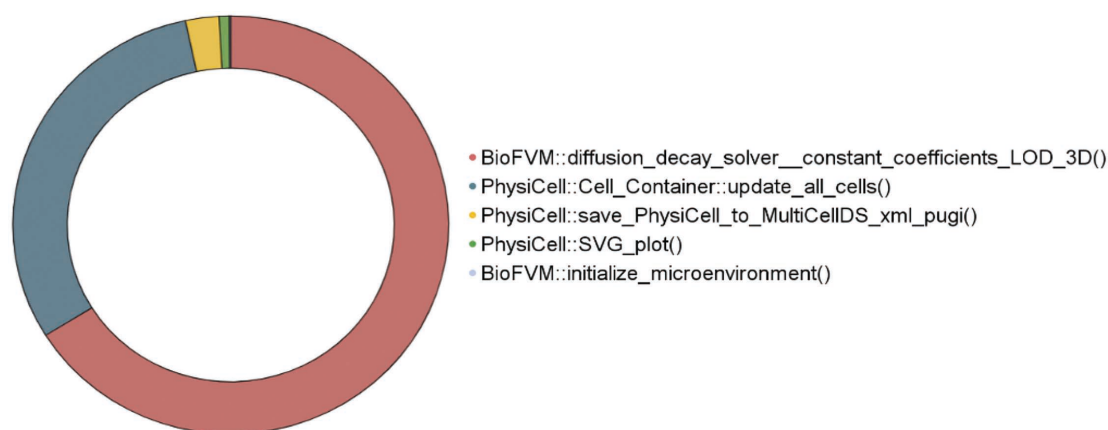 BioFVM::diffusion_decay_solver__constant_coefficients_LOD_3D()
PhysiCell::Cell_Container::update_all_cells()
PhysiCell::save_PhysiCell_to_MultiCellDS_xml_pugi()
PhysiCell::SVG_plot()
BioFVM::initialize_microenvironment()